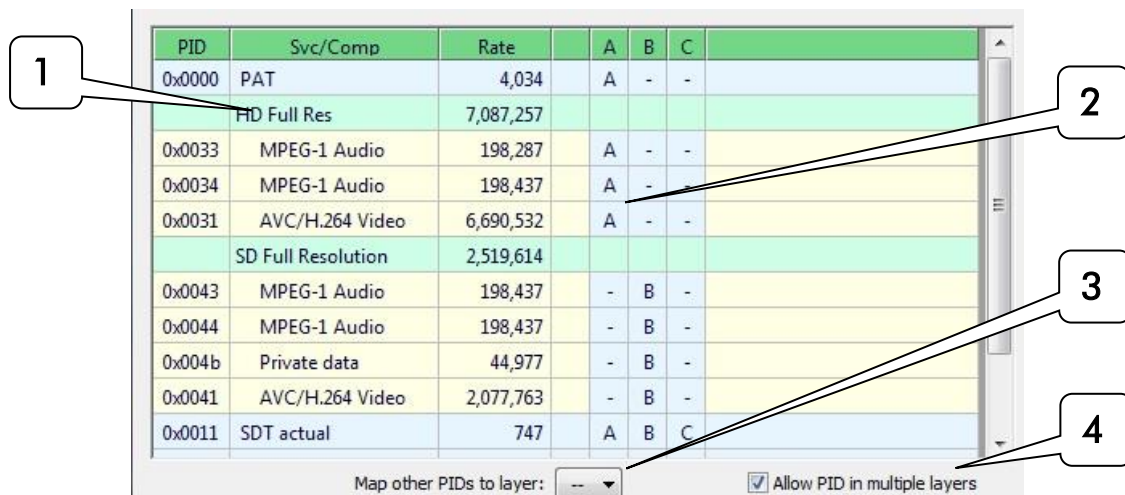 PID Svc/Comp Rate A B C
0x0000 PAT 4,034 A - -
HD Full Res 7,087,257
0x0033 MPEG-1 Audio 198,287 A - -
0x0034 MPEG-1 Audio 198,437 A - -
0x0031 AVC/H.264 Video 6,690,532 A - -
SD Full Resolution 2,519,614
0x0043 MPEG-1 Audio 198,437 - B -
0x0044 MPEG-1 Audio 198,437 - B -
0x004b Private data 44,977 - B -
0x0041 AVC/H.264 Video 2,077,763 - B -
0x0011 SDT actual 747 A B C
Map other PIDs to layer: -- Allow PID in multiple layers
1
2
3
4